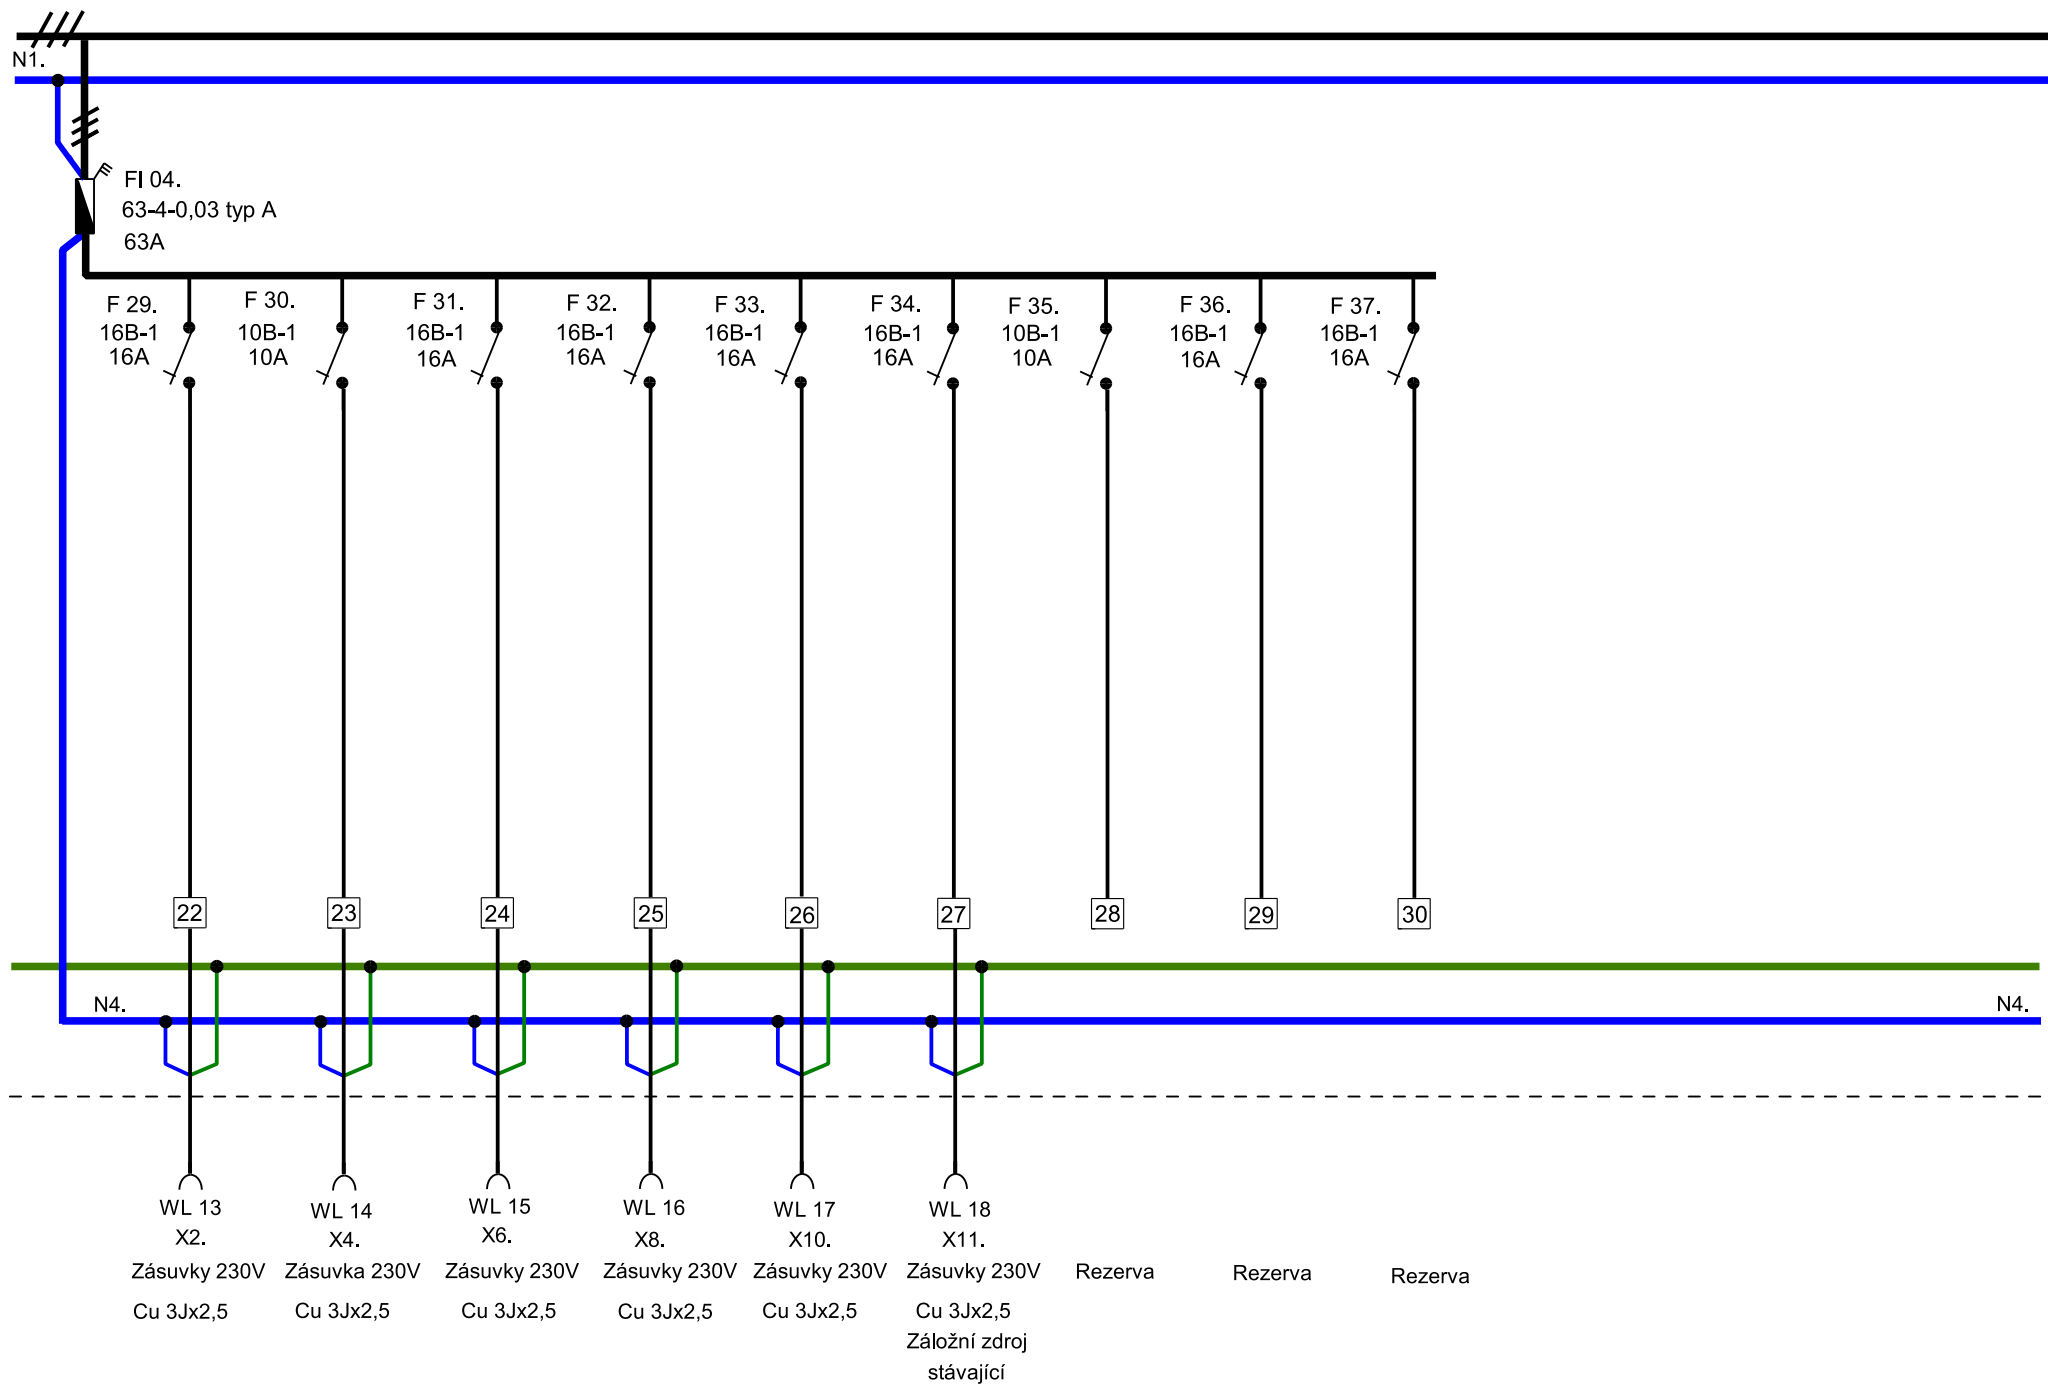 N1.
FI 04.
63-4-0,03 typ A
63A
F 29.
16B-1
16A
F 30.
10B-1
10A
F 31.
16B-1
16A
F 32.
16B-1
16A
F 33.
16B-1
16A
F 34.
16B-1
16A
F 35.
10B-1
10A
F 36.
16B-1
16A
F 37.
16B-1
16A
22
23
24
25
26
27
28
29
30
N4.
N4.
WL 13
X2.
Zásuvky 230V
Cu 3Jx2,5
WL 14
X4.
Zásuvka 230V
Cu 3Jx2,5
WL 15
X6.
Zásuvky 230V
Cu 3Jx2,5
WL 16
X8.
Zásuvky 230V
Cu 3Jx2,5
WL 17
X10.
Zásuvky 230V
Cu 3Jx2,5
WL 18
X11.
Zásuvky 230V
Cu 3Jx2,5
Záložní zdroj
stávající
Rezerva
Rezerva
Rezerva